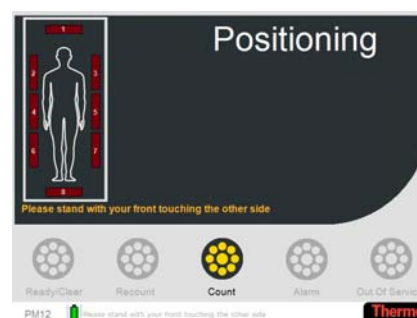 Positioning
1
2 3
4 5
6 7
8
Please stand with your front touching the other side
Ready/Clear Recount Count Alarm Out Of Servic
PM12 Please stand with your front touching the other side Thermo